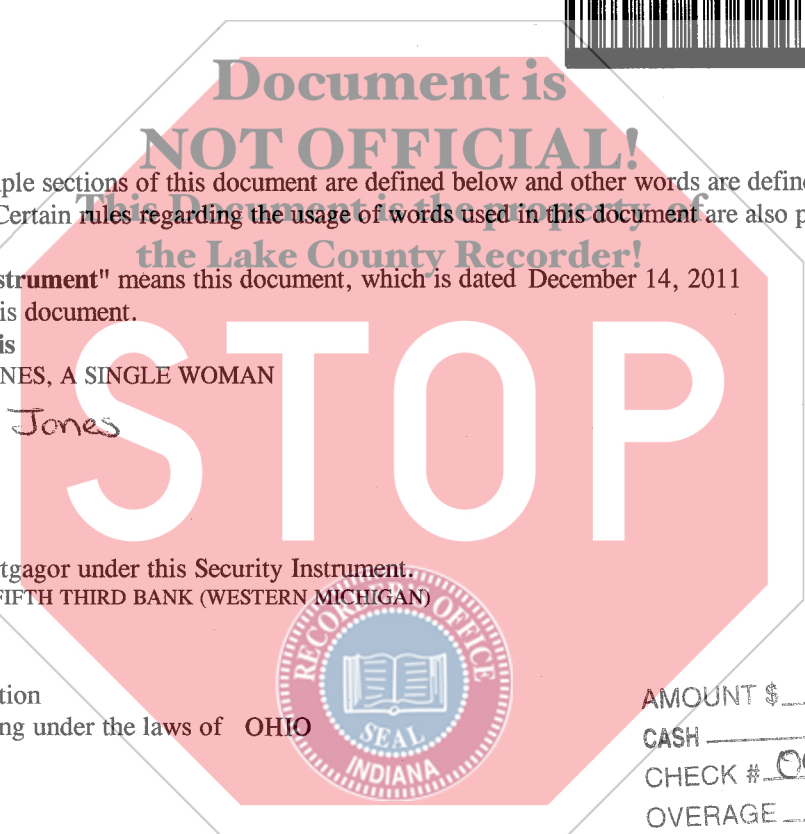 Document is
NOT OFFICIAL!
ple sections of this document are defined below and other words are define
This Document is the property of
Certain rules regarding the usage of words used in this document are also p
the Lake County Recorder!
strument" means this document, which is dated December 14, 2011
is document.
is
NES, A SINGLE WOMAN
Jones
STOP
tgagor under this Security Instrument.
FIFTH THIRD BANK (WESTERN MICHIGAN)
RECORDER'S OFFICE
tion
ng under the laws of OHIO
SEAL
INDIANA
AMOUNT $
CASH
CHECK #
OVERAGE